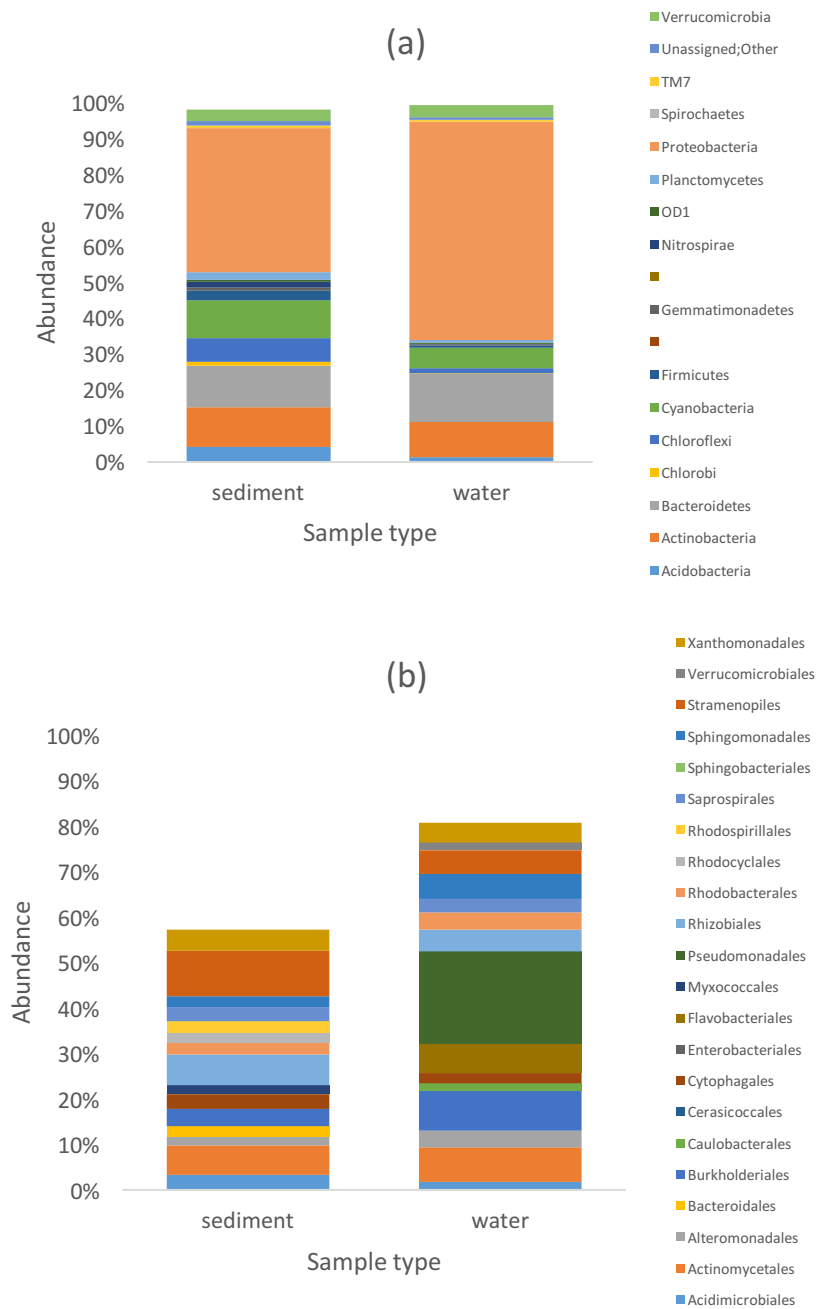 (a)
100%
90%
80%
70%
60%
50%
40%
30%
20%
10%
0%
Abundance
sediment
water
Sample type
Verrucomicrobia
Unassigned;Other
TM7
Spirochaetes
Proteobacteria
Planctomycetes
OD1
Nitrospirae
Gemmatimonadetes
Firmicutes
Cyanobacteria
Chloroflexi
Chlorobi
Bacteroidetes
Actinobacteria
Acidobacteria
(b)
100%
90%
80%
70%
60%
50%
40%
30%
20%
10%
0%
Abundance
sediment
water
Sample type
Xanthomonadales
Verrucomicrobiales
Stramenopiles
Sphingomonadales
Sphingobacteriales
Saprospirales
Rhodospirillales
Rhodocyclales
Rhodobacterales
Rhizobiales
Pseudomonadales
Myxococcales
Flavobacteriales
Enterobacteriales
Cytophagales
Cerasicoccales
Caulobacterales
Burkholderiales
Bacteroidales
Alteromonadales
Actinomycetales
Acidimicrobiales